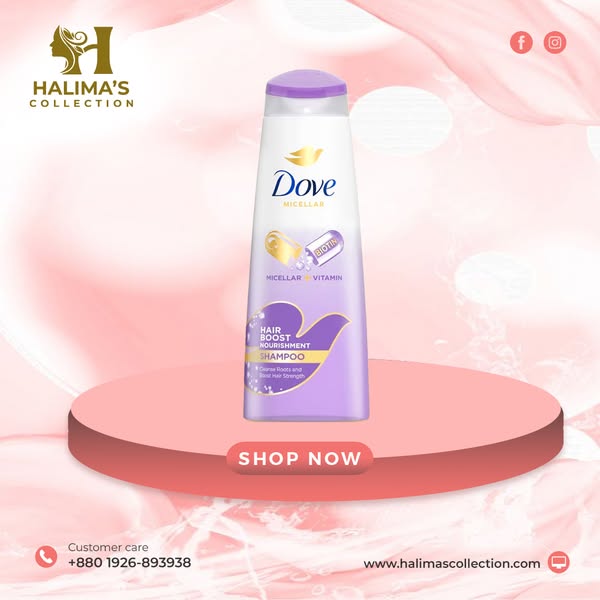 H
HALIMA'S
COLLECTION
Dove
MICELLAR
BIOTIN
MICELLAR VITAMIN
HAIR
BOOST
NOURISHMENT
SHAMPOO
Cleanse Roots and
Boost Hair Strength
SHOP NOW
Customer care
+880 1926-893938
www.halimascollection.com